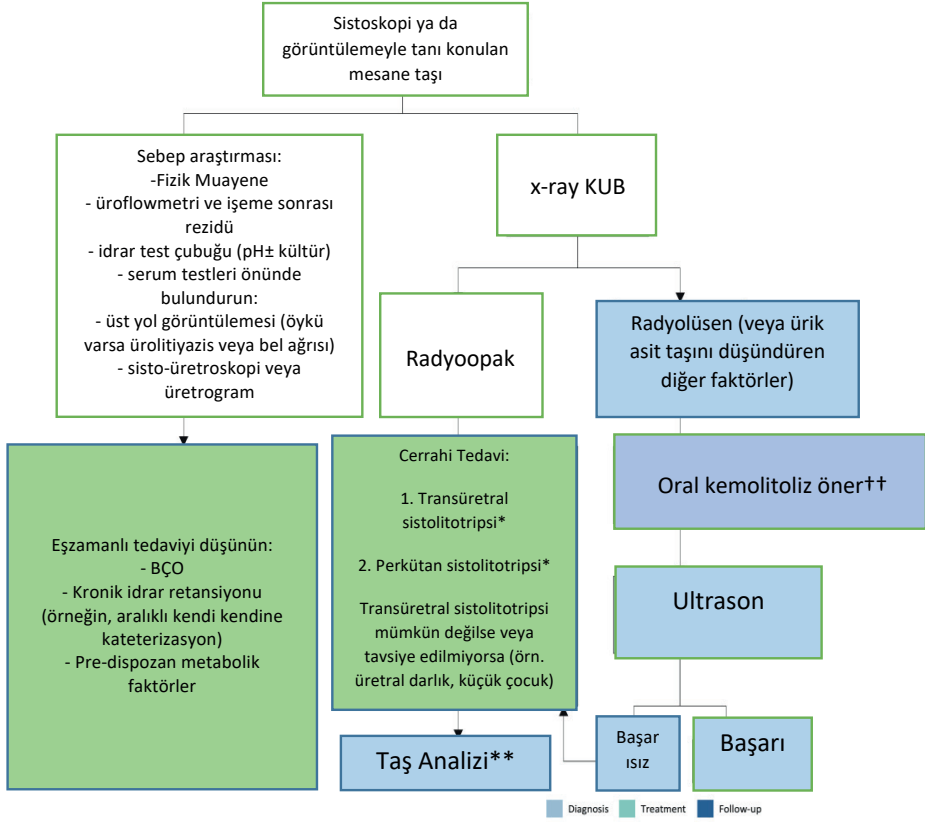 Sistoskopi ya da
görüntülemeyle tanı konulan
mesane taşı
Sebep araştırması:
-Fizik Muayene
- üroflowmetri ve işeme sonrası
rezidü
- idrar test çubuğu (pH± kültür)
- serum testleri önünde
bulundurun:
- üst yol görüntülemesi (öykü
varsa ürolitiyazis veya bel ağrısı)
- sisto-üretroskopi veya
üretrogram
x-ray KUB
Radyoopak
Radyolüsen (veya ürik
asit taşını düşündüren
diğer faktörler)
Eşzamanlı tedaviyi düşünün:
- BÇO
- Kronik idrar retansiyonu
(örneğin, aralıklı kendi kendine
kateterizasyon)
- Pre-dispozan metabolik
faktörler
Cerrahi Tedavi:
1. Transüretral
sistolitotripsi*
2. Perkütan sistolitotripsi*
Transüretral sistolitotripsi
mümkün değilse veya
tavsiye edilmiyorsa (örn.
üretral darlık, küçük çocuk)
Oral kemolitoliz öner††
Ultrason
Taş Analizi**
Başar
ısız
Başarı
Diagnosis
Treatment
Follow-up